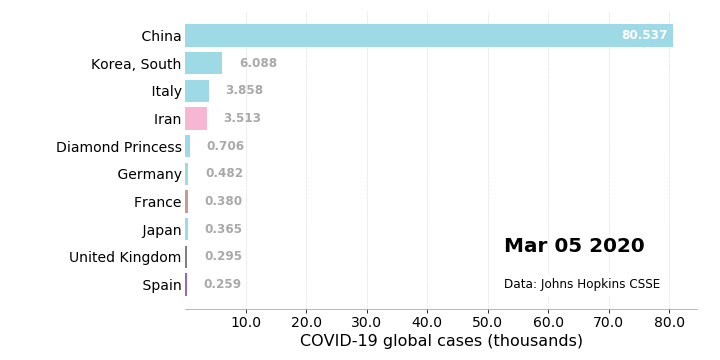 China 80.537
Korea, South 6.088
Italy 3.858
Iran 3.513
Diamond Princess 0.706
Germany 0.482
France 0.380
Japan 0.365
United Kingdom 0.295
Spain 0.259
Mar 05 2020
Data: Johns Hopkins CSSE
10.0 20.0 30.0 40.0 50.0 60.0 70.0 80.0
COVID-19 global cases (thousands)